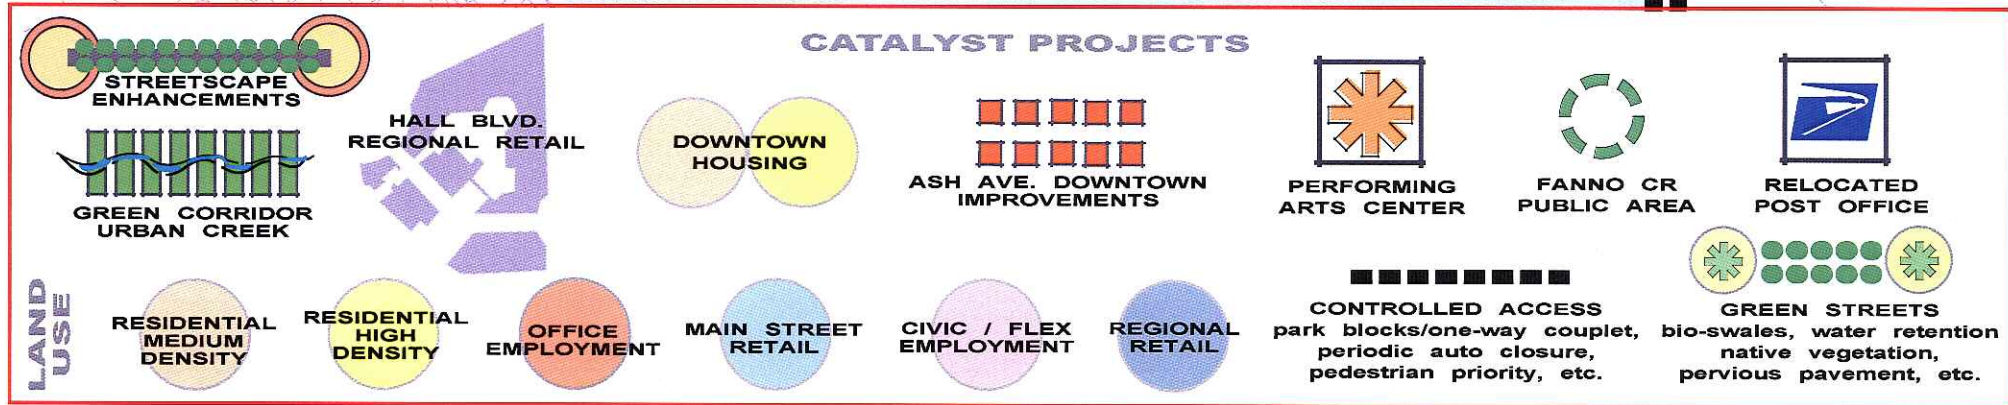 CATALYST PROJECTS
STREETSCAPE
ENHANCEMENTS
GREEN CORRIDOR
URBAN CREEK
HALL BLVD.
REGIONAL RETAIL
DOWNTOWN
HOUSING
ASH AVE. DOWNTOWN
IMPROVEMENTS
PERFORMING
ARTS CENTER
FANNO CR
PUBLIC AREA
RELOCATED
POST OFFICE
LAND
USE
RESIDENTIAL
MEDIUM
DENSITY
RESIDENTIAL
HIGH
DENSITY
OFFICE
EMPLOYMENT
MAIN STREET
RETAIL
CIVIC / FLEX
EMPLOYMENT
REGIONAL
RETAIL
CONTROLLED ACCESS
park blocks/one-way couplet,
periodic auto closure,
pedestrian priority, etc.
GREEN STREETS
bio-swales, water retention
native vegetation,
pervious pavement, etc.